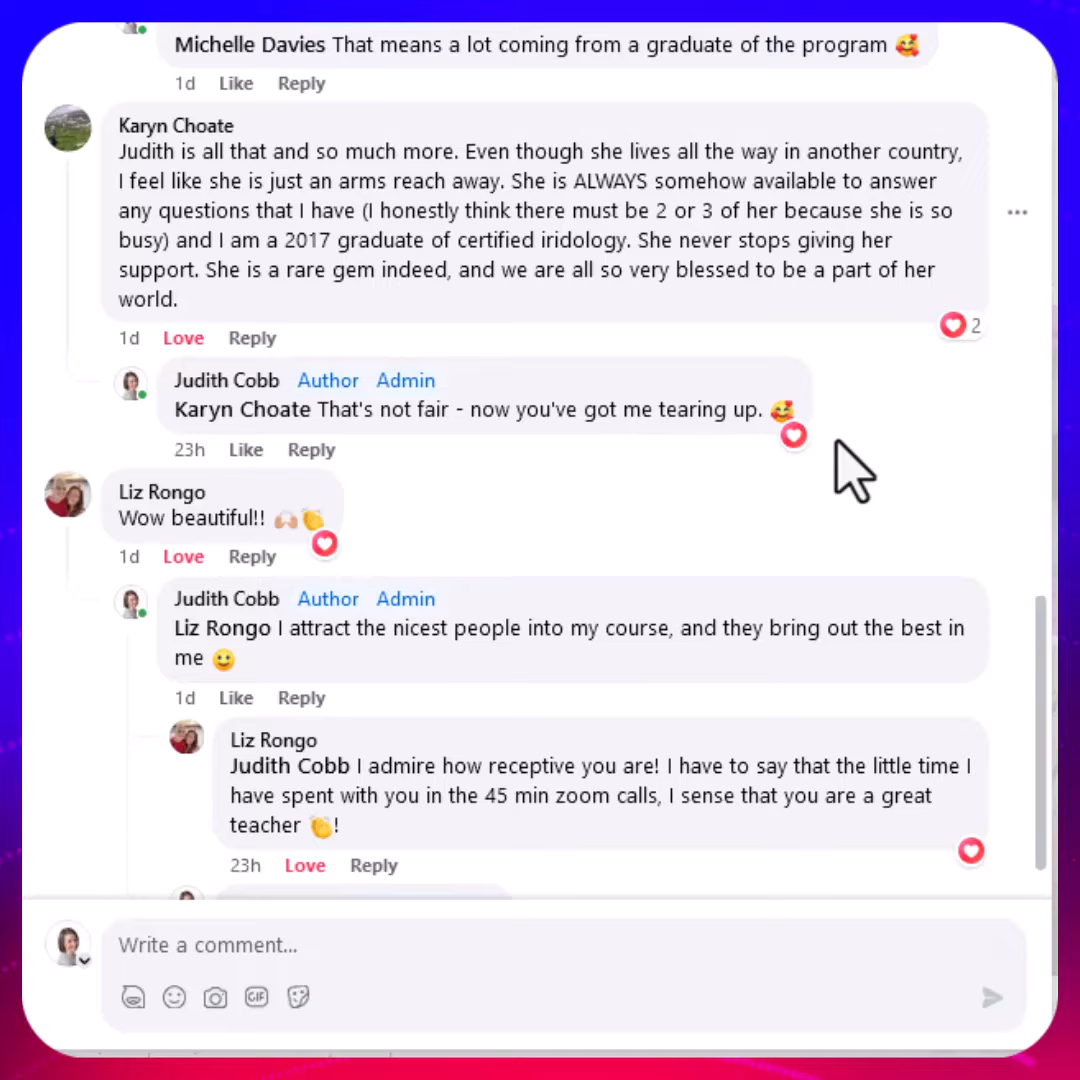 Michelle Davies That means a lot coming from a graduate of the program 🥰
1d Like Reply
Karyn Choate
Judith is all that and so much more. Even though she lives all the way in another country,
I feel like she is just an arms reach away. She is ALWAYS somehow available to answer
any questions that I have (I honestly think there must be 2 or 3 of her because she is so
busy) and I am a 2017 graduate of certified iridology. She never stops giving her
support. She is a rare gem indeed, and we are all so very blessed to be a part of her
world.
2
1d Love Reply
Judith Cobb Author Admin
Karyn Choate That's not fair - now you've got me tearing up. 🥰
23h Like Reply
Liz Rongo
Wow beautiful!! 🙌🏼👏
1d Love Reply
Judith Cobb Author Admin
Liz Rongo I attract the nicest people into my course, and they bring out the best in
me 🙂
1d Like Reply
Liz Rongo
Judith Cobb I admire how receptive you are! I have to say that the little time I
have spent with you in the 45 min zoom calls, I sense that you are a great
teacher 👏!
23h Love Reply
Write a comment...
GIF